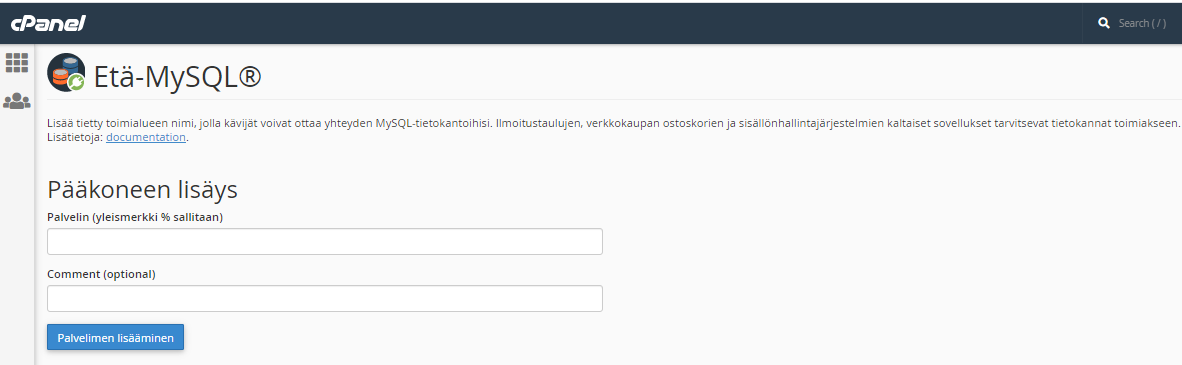 cPanel
Search ( / )
Etä-MySQL®
Lisää tietty toimialueen nimi, jolla kävijät voivat ottaa yhteyden MySQL-tietokantoihisi. Ilmoitustaulujen, verkkokaupan ostoskorien ja sisällönhallintajärjestelmien kaltaiset sovellukset tarvitsevat tietokannat toimiakseen.
Lisätietoja: documentation.
Pääkoneen lisäys
Palvelin (yleismerkki % sallitaan)
Comment (optional)
Palvelimen lisääminen